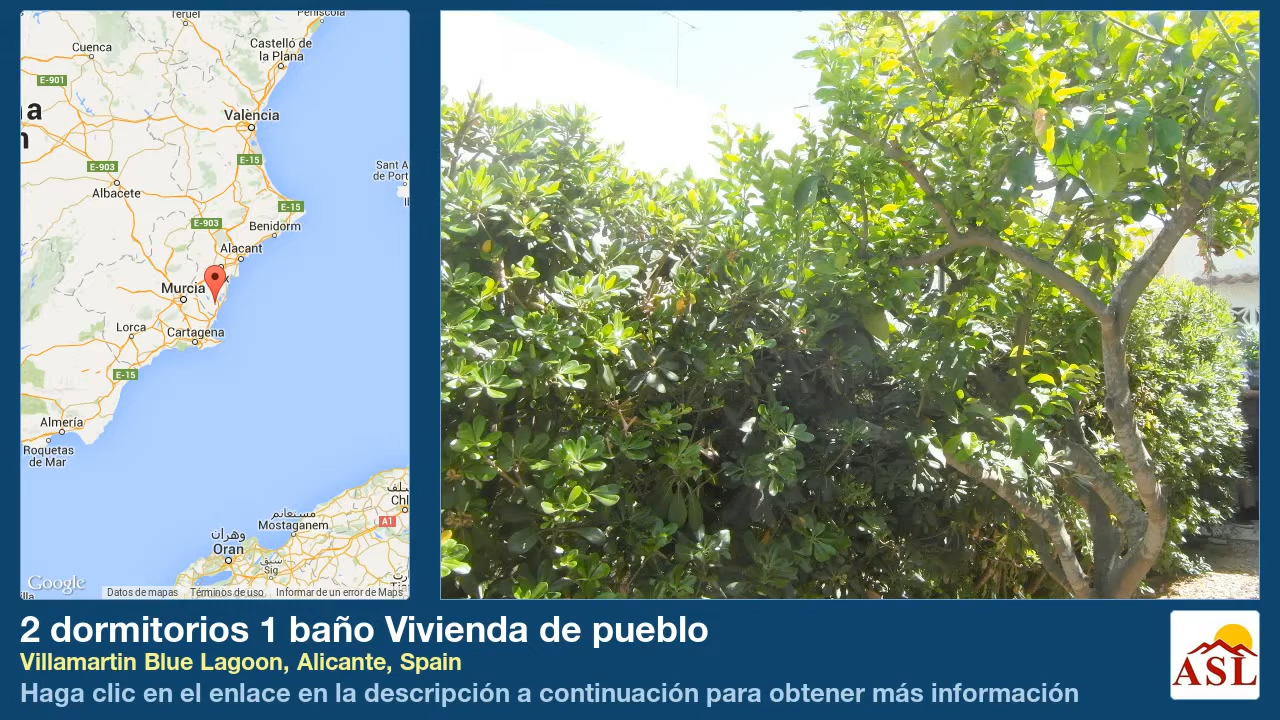 Teruel
Peñíscola
Cuenca
Castelló de
la Plana
E-901
València
E-15
E-903
Sant A
de Port
Albacete
E-15
E-903
Benidorm
Alacant
Murcia
Lorca
Cartagena
E-15
Almería
Roquetas
de Mar
Chl
مستغانم
Mostaganem
A1
وهران
Oran
Sig
Google
Datos de mapas
Términos de uso
Informar de un error de Maps
2 dormitorios 1 baño Vivienda de pueblo
Villamartin Blue Lagoon, Alicante, Spain
Haga clic en el enlace en la descripción a continuación para obtener más información
ASL